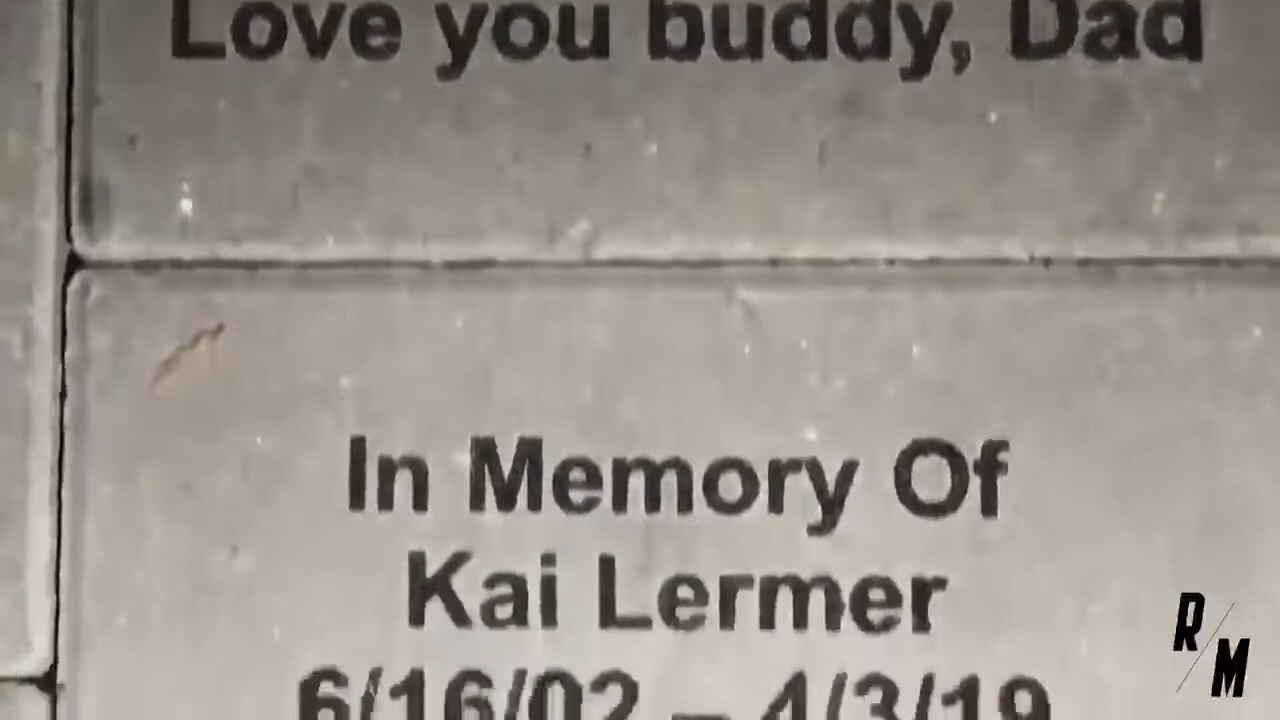 Love you buddy, Dad
In Memory Of
Kai Lermer
6/16/02 – 4/3/19
R/M